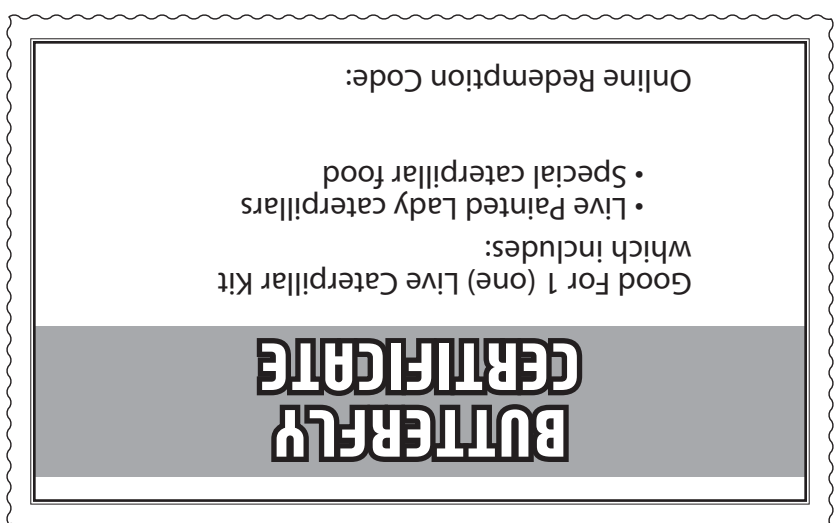 BUTTERFLY
CERTIFICATE
Good For 1 (one) Live Caterpillar Kit
which includes:
• Live Painted Lady caterpillars
• Special caterpillar food
Online Redemption Code: